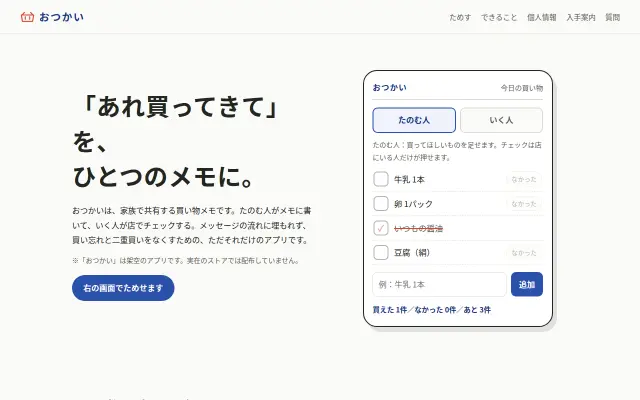 おつかい
ためす できること 個人情報 入手案内 質問
「あれ買ってきて」
を、
ひとつのメモに。
おつかいは、家族で共有する買い物メモです。たのむ人がメモに書
いて、いく人が店でチェックする。メッセージの流れに埋もれず、
買い忘れと二重買いをなくすための、ただそれだけのアプリです。
※「おつかい」は架空のアプリです。実在のストアでは配布していません。
右の画面でためせます
おつかい 今日の買い物
たのむ人 いく人
たのむ人：買ってほしいものを足せます。チェックは店
にいる人だけが押せます。
牛乳 1本 なかった
卵 1パック なかった
いつもの醤油
豆腐（絹） なかった
例：牛乳 1本 追加
買えた 1件／なかった 0件／あと 3件